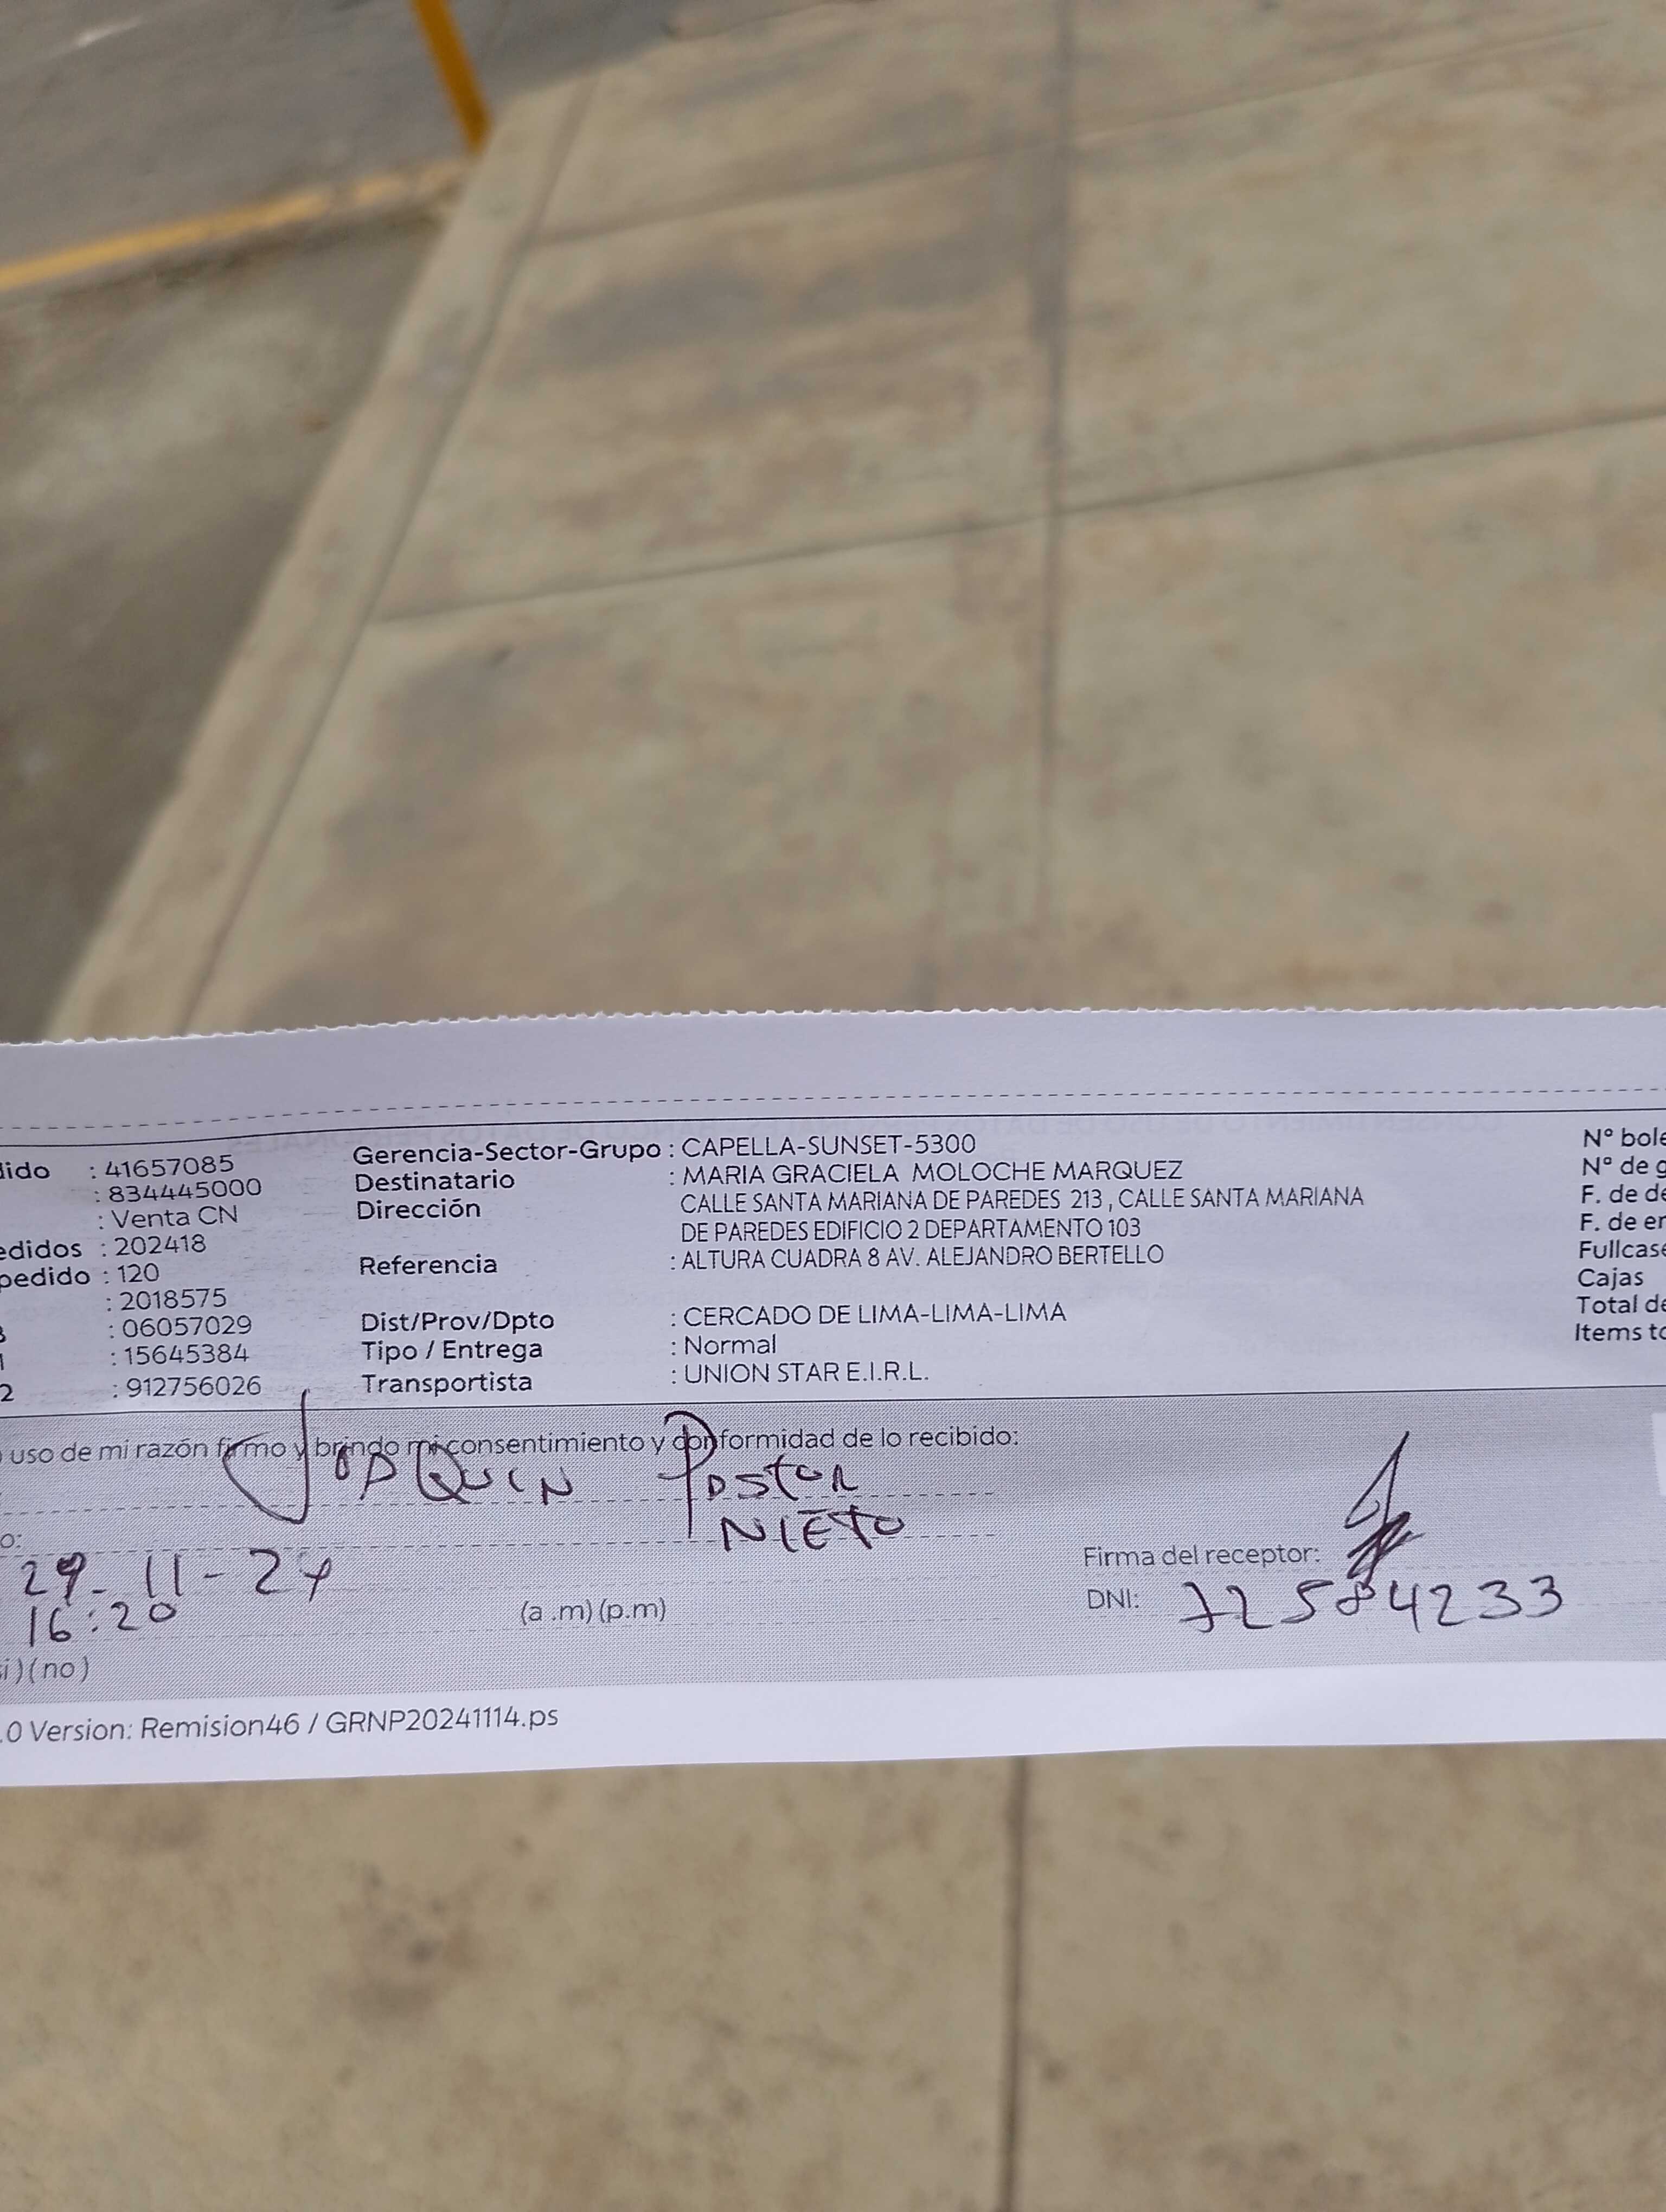 dido : 41657085 Gerencia-Sector-Grupo : CAPELLA-SUNSET-5300 N° bole
: 834445000 Destinatario : MARIA GRACIELA MOLOCHE MARQUEZ N° de g
: Venta CN Dirección CALLE SANTA MARIANA DE PAREDES 213 , CALLE SANTA MARIANA F. de de
edidos : 202418 DE PAREDES EDIFICIO 2 DEPARTAMENTO 103 F. de en
pedido : 120 Referencia : ALTURA CUADRA 8 AV. ALEJANDRO BERTELLO Fullcase
: 2018575 Cajas
: 06057029 Dist/Prov/Dpto : CERCADO DE LIMA-LIMA-LIMA Total de
1 : 15645384 Tipo / Entrega : Normal Items to
2 : 912756026 Transportista : UNION STAR E.I.R.L.
uso de mi razón firmo y brindo mi consentimiento y conformidad de lo recibido:
JOAQUIN PASTOR
NIETO
o:
29-11-24 Firma del receptor:
16:20 (a .m) (p.m) DNI: 72584233
si ) ( no )
.0 Version: Remision46 / GRNP20241114.ps